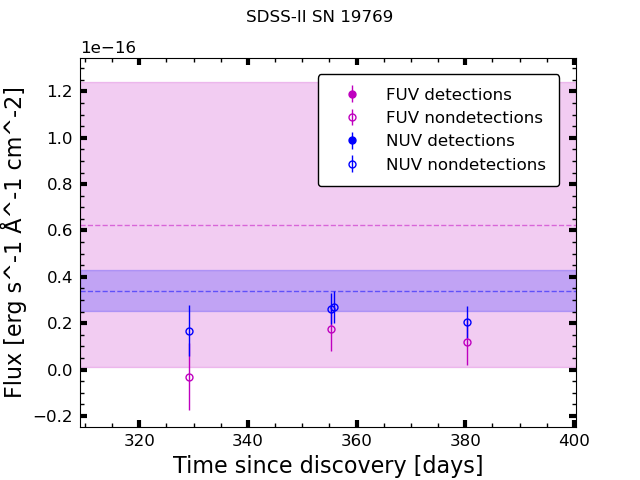 SDSS-II SN 19769
1e−16
1.2
1.0
0.8
0.6
0.4
0.2
0.0
−0.2
Flux [erg s^-1 Å^-1 cm^-2]
FUV detections
FUV nondetections
NUV detections
NUV nondetections
320
340
360
380
400
Time since discovery [days]